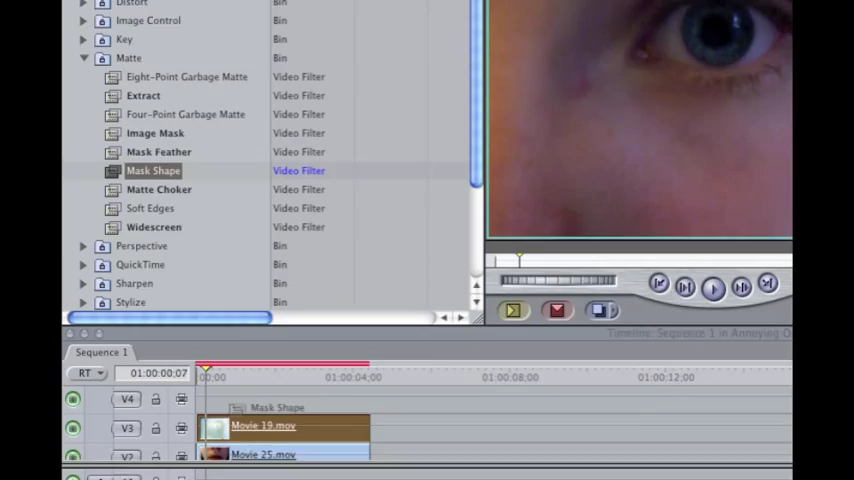 Distort Bin
Image Control Bin
Key Bin
Matte Bin
Eight-Point Garbage Matte Video Filter
Extract Video Filter
Four-Point Garbage Matte Video Filter
Image Mask Video Filter
Mask Feather Video Filter
Mask Shape Video Filter
Matte Choker Video Filter
Soft Edges Video Filter
Widescreen Video Filter
Perspective Bin
QuickTime Bin
Sharpen Bin
Stylize Bin
Timeline: Sequence 1 in Annoying O
Sequence 1
RT 01:00:00;07 00;00 01:00:04;00 01:00:08;00 01:00:12;00
V4 Mask Shape
V3 Movie 19.mov
V2 Movie 25.mov